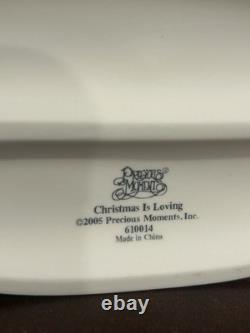 PRECIOUS
MOMENTS
Christmas Is Loving
©2005 Precious Moments, Inc.
610014
Made in China